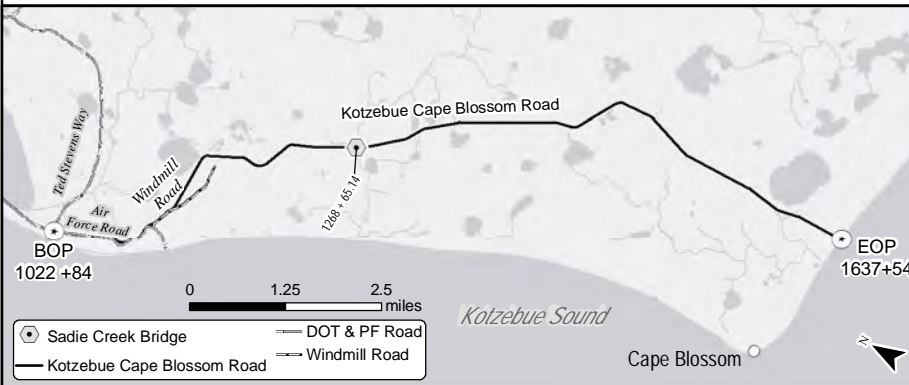 Kotzebue Cape Blossom Road
Ted Stevens Way
Windmill
Road
Air
Force Road
1268 + 65.14
BOP
1022 +84
EOP
1637+54
0 1.25 2.5
miles
Kotzebue Sound
Sadie Creek Bridge
DOT & PF Road
Kotzebue Cape Blossom Road
Windmill Road
Cape Blossom
N